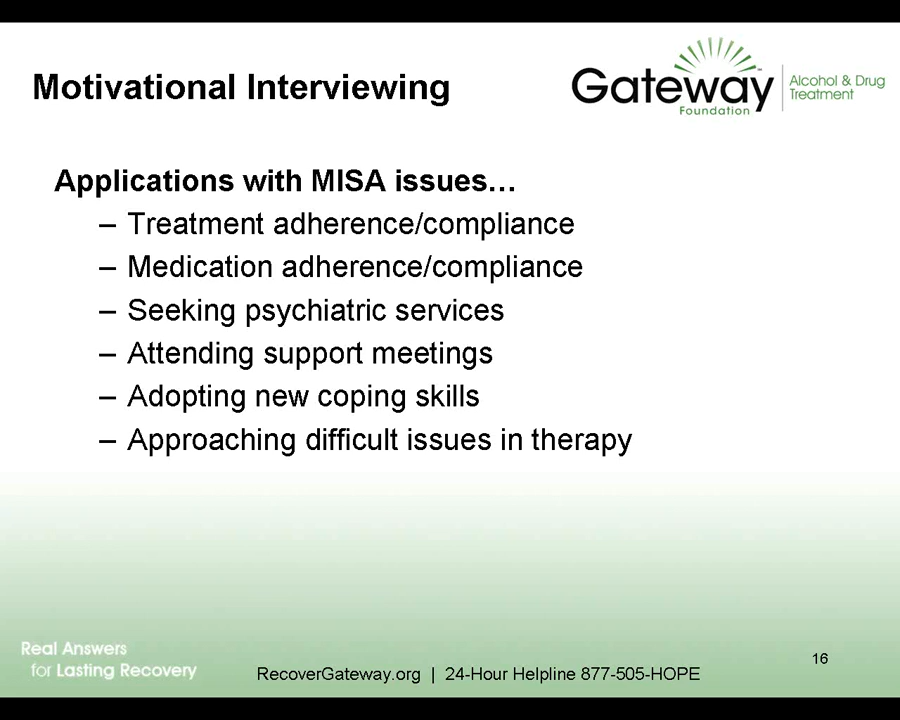 Motivational Interviewing
Gateway
Foundation
Alcohol & Drug
Treatment
Applications with MISA issues…
– Treatment adherence/compliance
– Medication adherence/compliance
– Seeking psychiatric services
– Attending support meetings
– Adopting new coping skills
– Approaching difficult issues in therapy
Real Answers
for Lasting Recovery
RecoverGateway.org | 24-Hour Helpline 877-505-HOPE
16